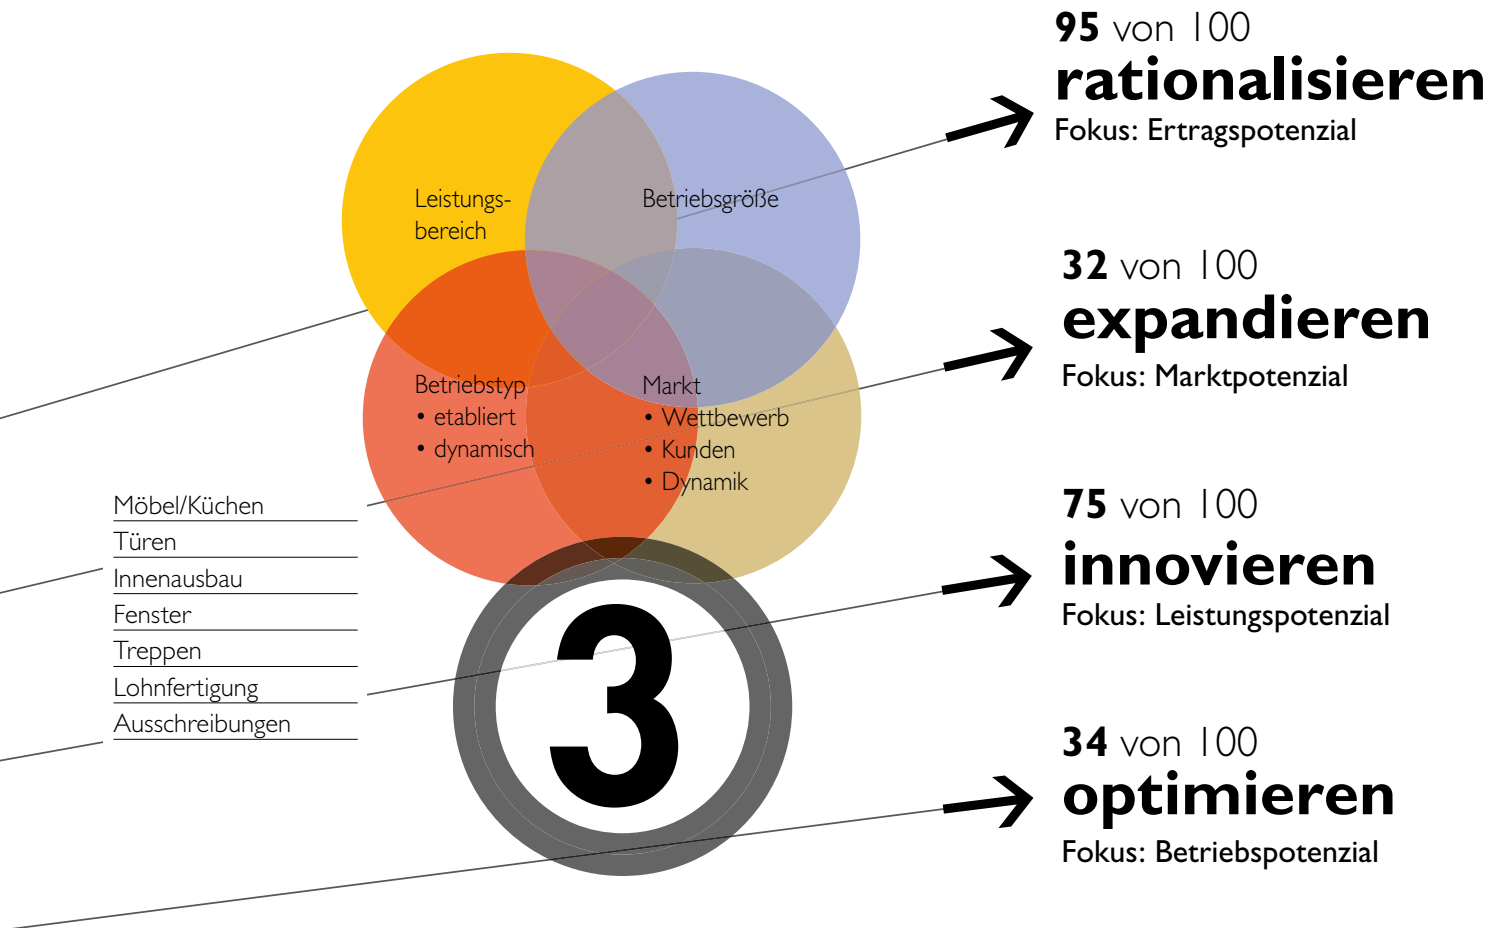 Leistungs-
bereich
Betriebsgröße
Betriebstyp
• etabliert
• dynamisch
Markt
• Wettbewerb
• Kunden
• Dynamik
Möbel/Küchen
Türen
Innenausbau
Fenster
Treppen
Lohnfertigung
Ausschreibungen
3
95 von 100
rationalisieren
Fokus: Ertragspotenzial
32 von 100
expandieren
Fokus: Marktpotenzial
75 von 100
innovieren
Fokus: Leistungspotenzial
34 von 100
optimieren
Fokus: Betriebspotenzial